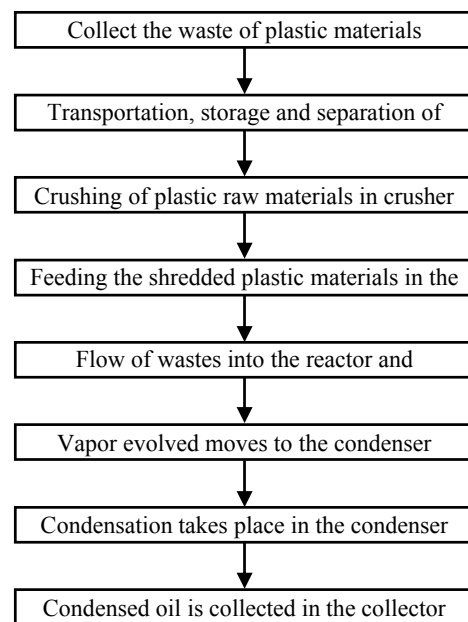 Collect the waste of plastic materials
Transportation, storage and separation of
Crushing of plastic raw materials in crusher
Feeding the shredded plastic materials in the
Flow of wastes into the reactor and
Vapor evolved moves to the condenser
Condensation takes place in the condenser
Condensed oil is collected in the collector